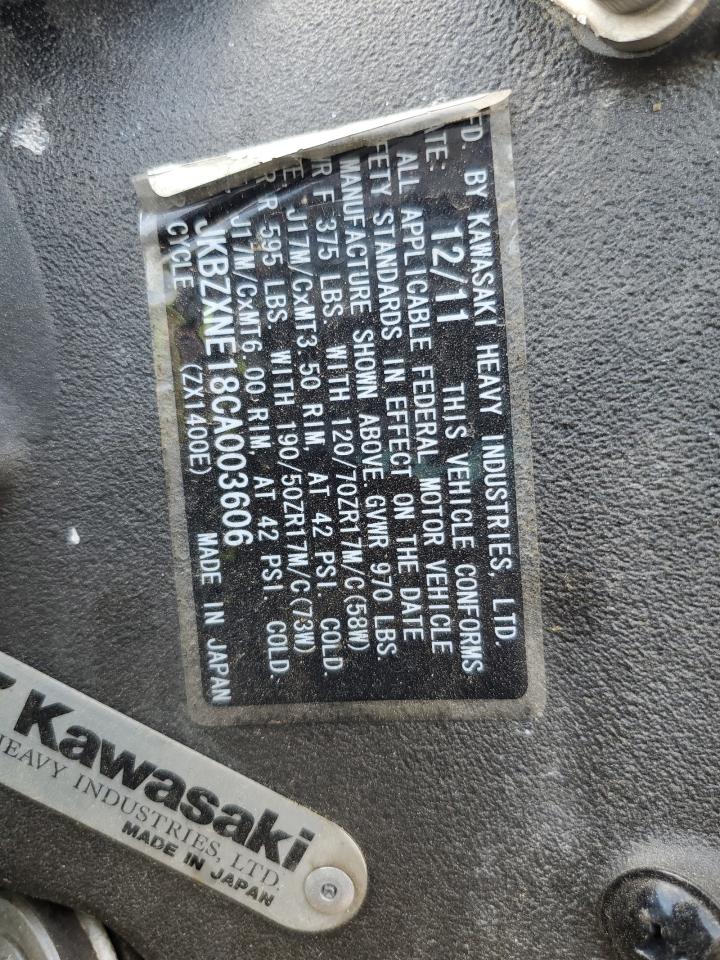 FD. BY KAWASAKI HEAVY INDUSTRIES, LTD.
ATE: 12/11 THIS VEHICLE CONFORMS
ALL APPLICABLE FEDERAL MOTOR VEHICLE
FETY STANDARDS IN EFFECT ON THE DATE
MANUFACTURE SHOWN ABOVE. GVWR 970 LBS.
WR F 375 LBS. WITH 120/70ZR17M/C(58W)
RE, J17M/CxMT3.50 RIM, AT 42 PSI. COLD.
R 595 LBS. WITH 190/50ZR17M/C(73W)
J17M/CxMT6.00 RIM, AT 42 PSI. COLD.
JKBZXNE18CA003606
CYCLE (ZX1400E) MADE IN JAPAN
Kawasaki
HEAVY INDUSTRIES, LTD.
MADE IN JAPAN
®